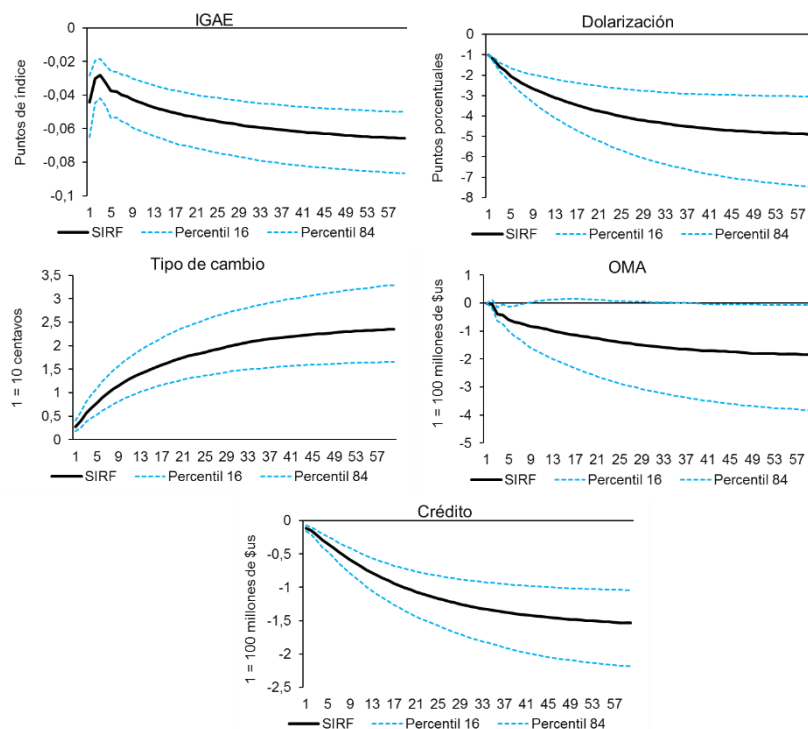 IGAE
Puntos de índice
0
-0,02
-0,04
-0,06
-0,08
-0,1
1 5 9 13 17 21 25 29 33 37 41 45 49 53 57
SIRF Percentil 16 Percentil 84
Dolarización
Puntos porcentuales
0
-1
-2
-3
-4
-5
-6
-7
-8
1 5 9 13 17 21 25 29 33 37 41 45 49 53 57
SIRF Percentil 16 Percentil 84
Tipo de cambio
1 = 10 centavos
3,5
3
2,5
2
1,5
1
0,5
0
1 5 9 13 17 21 25 29 33 37 41 45 49 53 57
SIRF Percentil 16 Percentil 84
OMA
1 = 100 millones de $us
1
0
-1
-2
-3
-4
-5
1 5 9 13 17 21 25 29 33 37 41 45 49 53 57
SIRF Percentil 16 Percentil 84
Crédito
1 = 100 millones de $us
0
-0,5
-1
-1,5
-2
-2,5
1 5 9 13 17 21 25 29 33 37 41 45 49 53 57
SIRF Percentil 16 Percentil 84